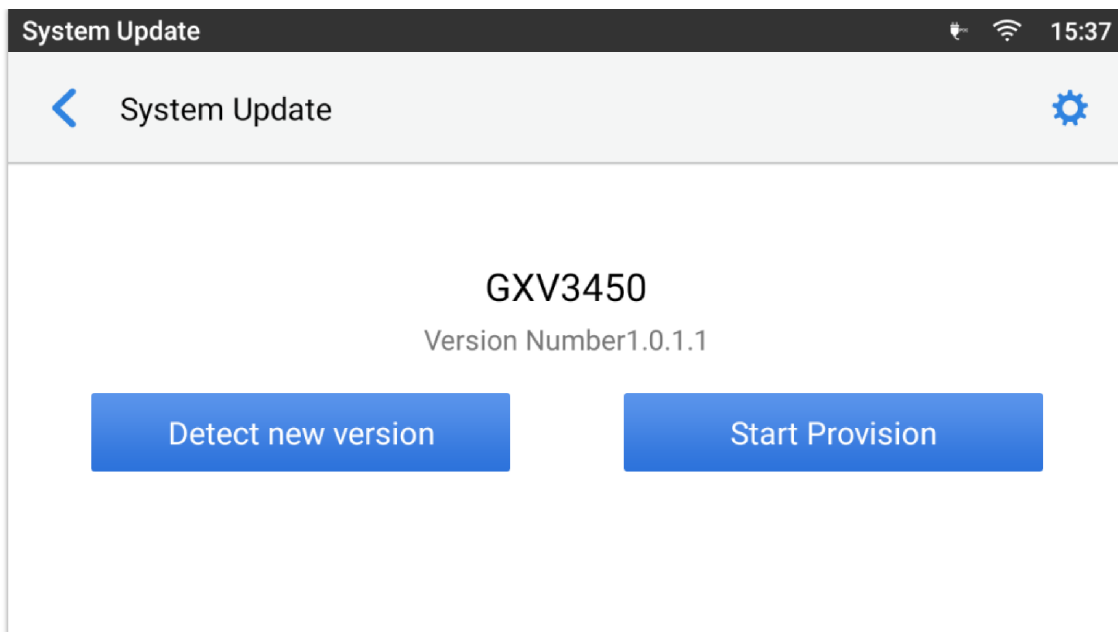 System Update 15:37
System Update
GXV3450
Version Number1.0.1.1
Detect new version
Start Provision